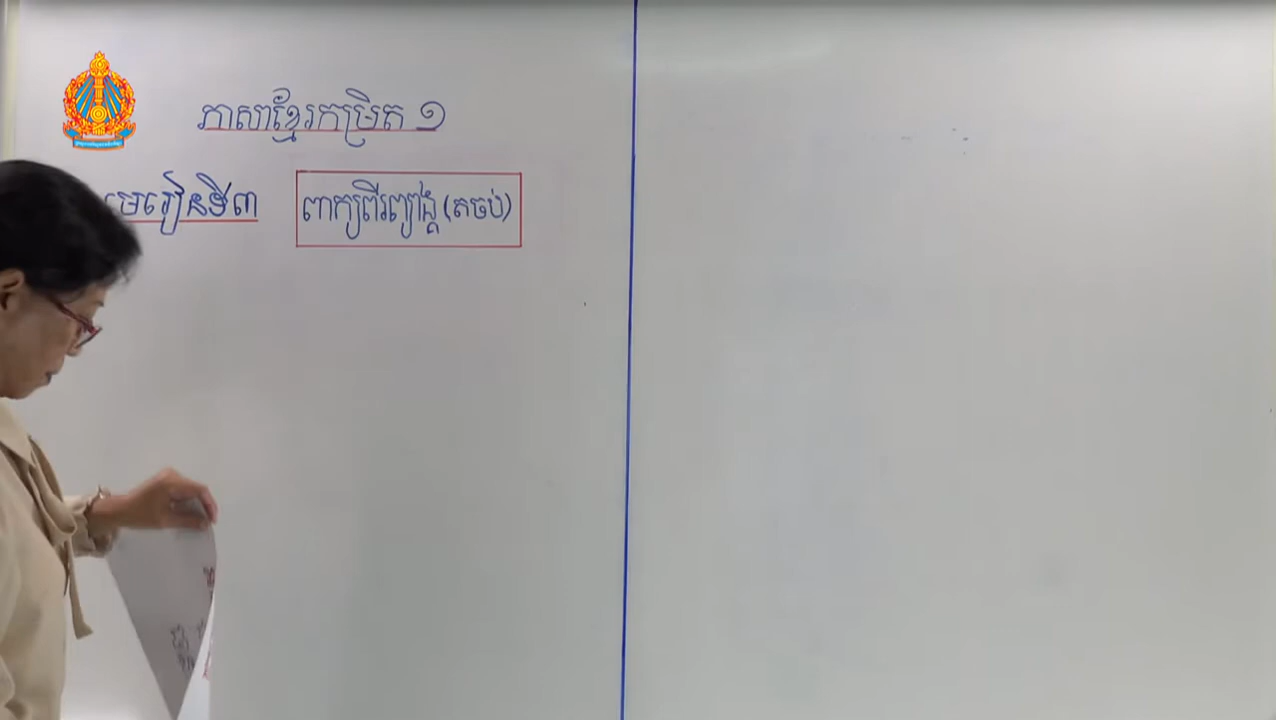 ភាសាខ្មែរកម្រិត ១
មេរៀនទី៣
ពាក្យពីរព្យាង្គ (តចប់)